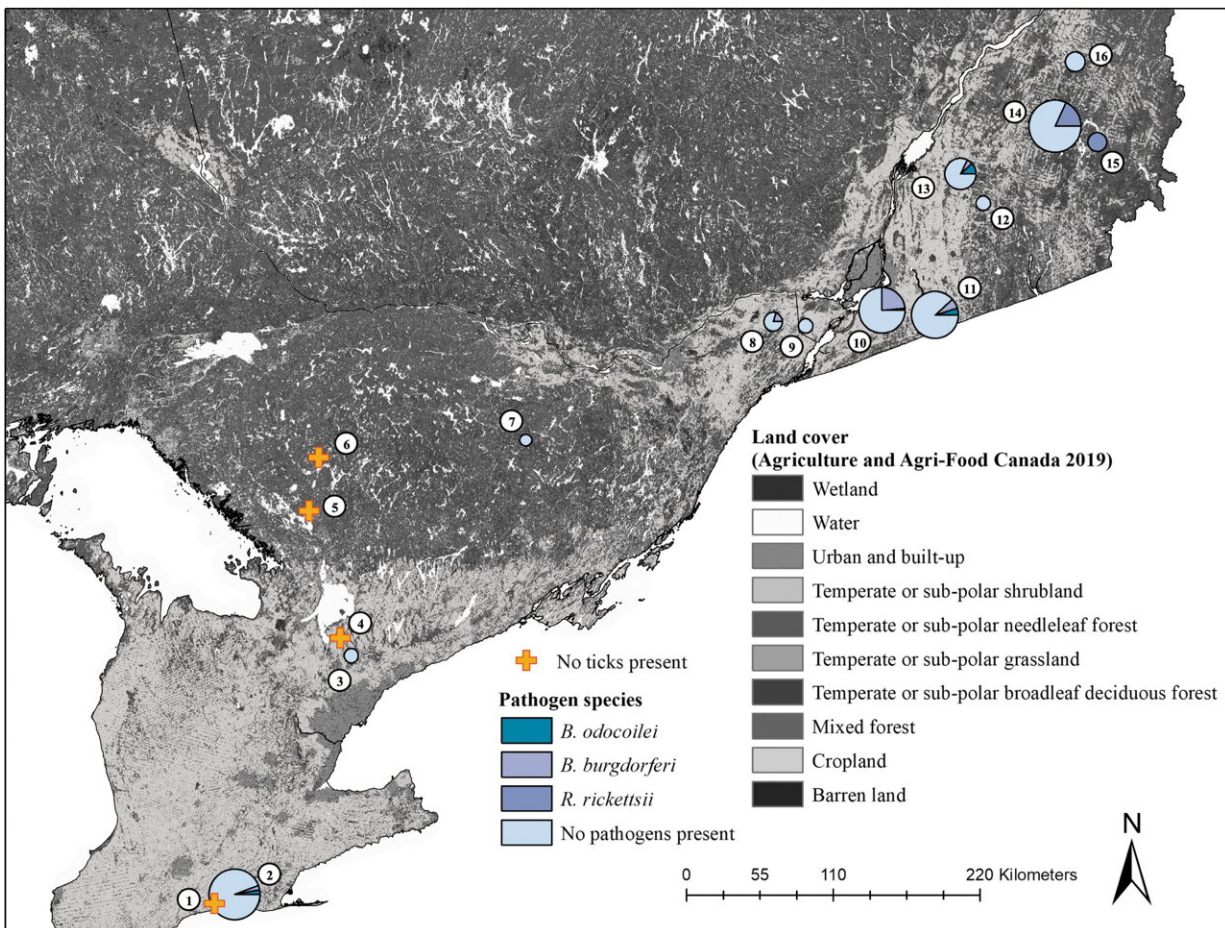 16
14
15
13
12
11
8
9
10
7
6
5
4
3
2
1
No ticks present
Pathogen species
B. odocoilei
B. burgdorferi
R. rickettsii
No pathogens present
Land cover
(Agriculture and Agri-Food Canada 2019)
Wetland
Water
Urban and built-up
Temperate or sub-polar shrubland
Temperate or sub-polar needleleaf forest
Temperate or sub-polar grassland
Temperate or sub-polar broadleaf deciduous forest
Mixed forest
Cropland
Barren land
N
0 55 110 220 Kilometers